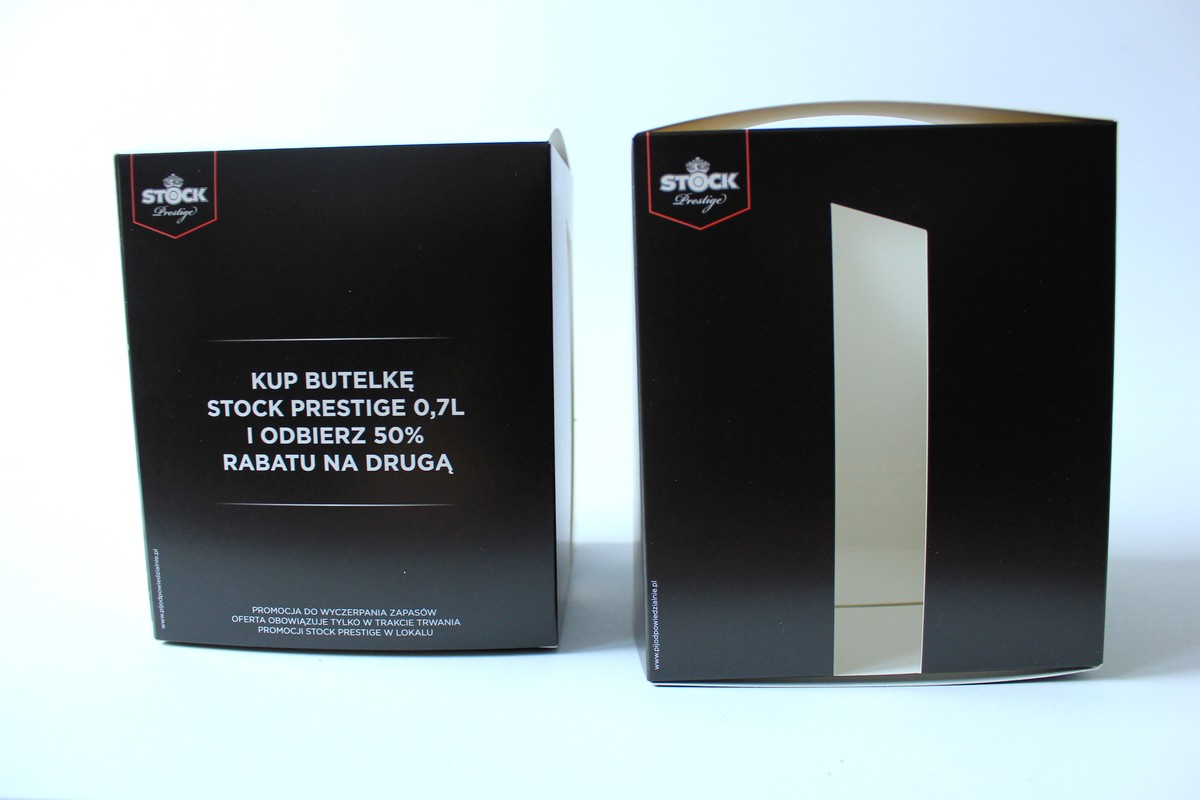 STOCK
Prestige
KUP BUTELKĘ
STOCK PRESTIGE 0,7L
I ODBIERZ 50%
RABATU NA DRUGĄ
www.pijodpowiedzialnie.pl
PROMOCJA DO WYCZERPANIA ZAPASÓW
OFERTA OBOWIĄZUJE TYLKO W TRAKCIE TRWANIA
PROMOCJI STOCK PRESTIGE W LOKALU
STOCK
Prestige
www.pijodpowiedzialnie.pl